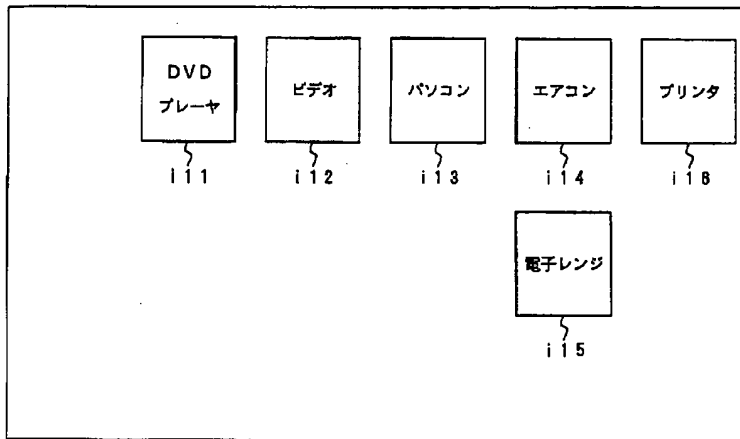 DVD
プレーヤ
ビデオ
パソコン
エアコン
プリンタ
i11
i12
i13
i14
i16
電子レンジ
i15